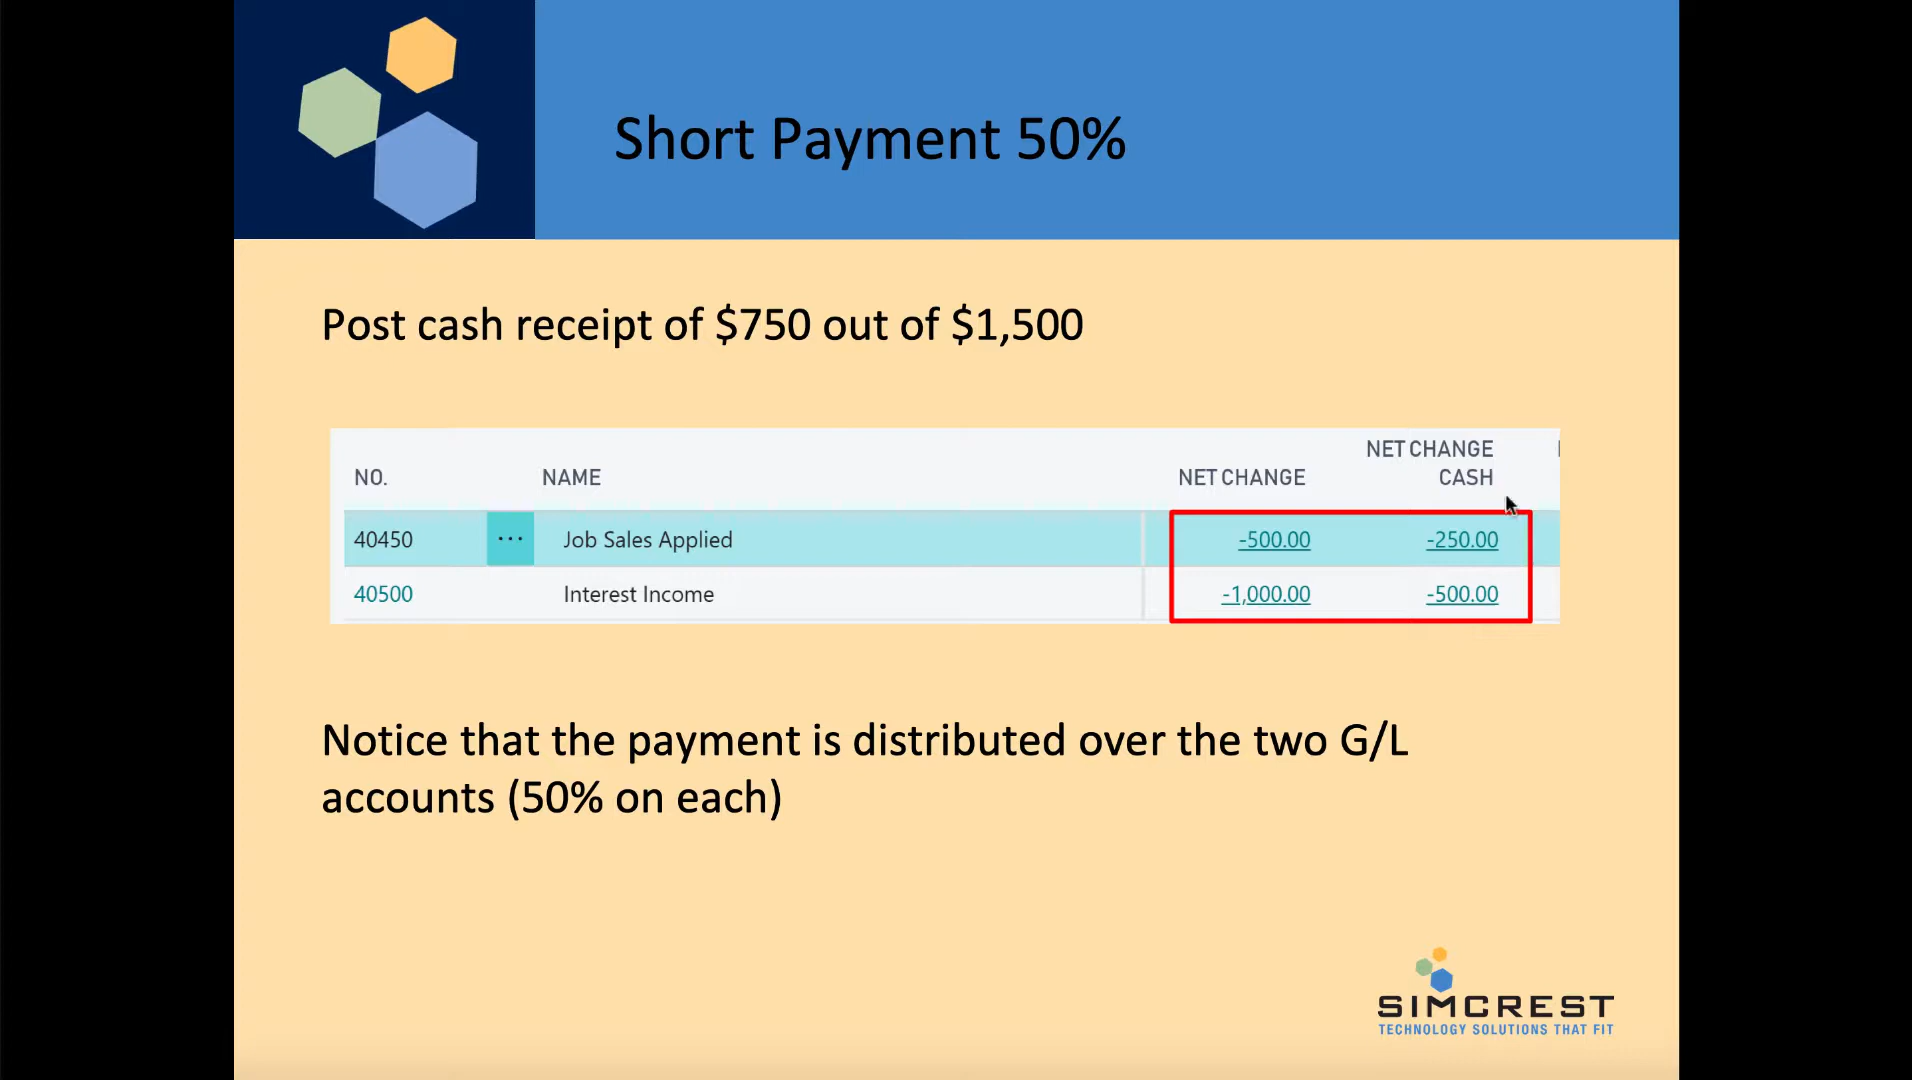 Short Payment 50%
Post cash receipt of $750 out of $1,500
NO. NAME NET CHANGE NET CHANGE CASH
40450 ... Job Sales Applied -500.00 -250.00
40500 Interest Income -1,000.00 -500.00
Notice that the payment is distributed over the two G/L
accounts (50% on each)
SIMCREST
TECHNOLOGY SOLUTIONS THAT FIT